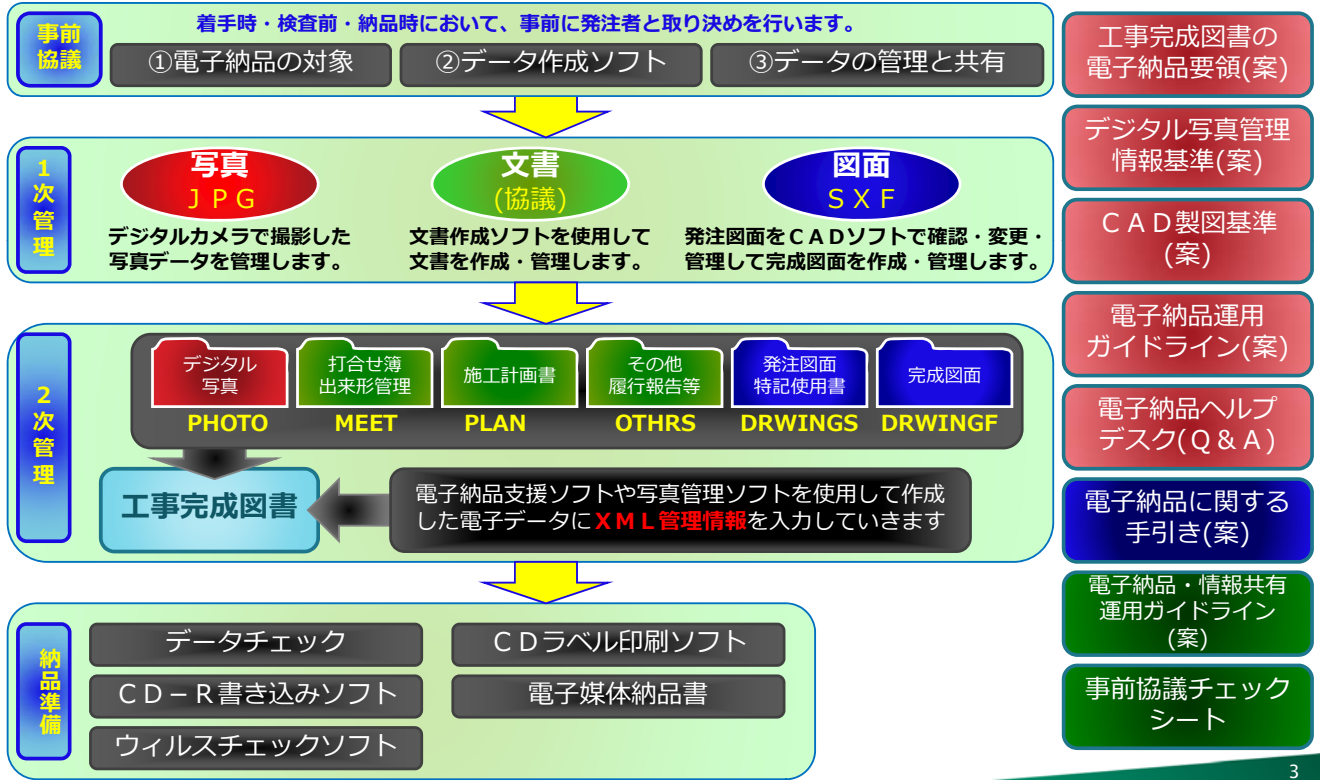 事前
協議
着手時・検査前・納品時において、事前に発注者と取り決めを行います。
①電子納品の対象
②データ作成ソフト
③データの管理と共有
1
次
管
理
写真
ＪＰＧ
デジタルカメラで撮影した
写真データを管理します。
文書
(協議)
文書作成ソフトを使用して
文書を作成・管理します。
図面
ＳＸＦ
発注図面をＣＡＤソフトで確認・変更・
管理して完成図面を作成・管理します。
2
次
管
理
デジタル
写真
PHOTO
打合せ簿
出来形管理
MEET
施工計画書
PLAN
その他
履行報告等
OTHRS
発注図面
特記使用書
DRWINGS
完成図面
DRWINGF
工事完成図書
電子納品支援ソフトや写真管理ソフトを使用して作成
した電子データにＸＭＬ管理情報を入力していきます
納
品
準
備
データチェック
ＣＤラベル印刷ソフト
ＣＤ－Ｒ書き込みソフト
電子媒体納品書
ウィルスチェックソフト
工事完成図書の
電子納品要領(案)
デジタル写真管理
情報基準(案)
ＣＡＤ製図基準
(案)
電子納品運用
ガイドライン(案)
電子納品ヘルプ
デスク(Ｑ＆Ａ)
電子納品に関する
手引き(案)
電子納品・情報共有
運用ガイドライン
(案)
事前協議チェック
シート
3